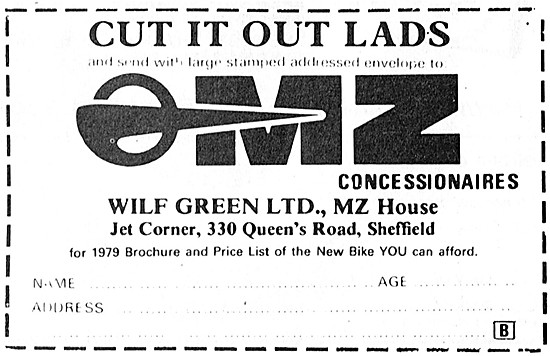 CUT IT OUT LADS
and send with large stamped addressed envelope to
MZ
CONCESSIONAIRES
WILF GREEN LTD., MZ House
Jet Corner, 330 Queen's Road, Sheffield
for 1979 Brochure and Price List of the New Bike YOU can afford.
NAME AGE
ADDRESS
B